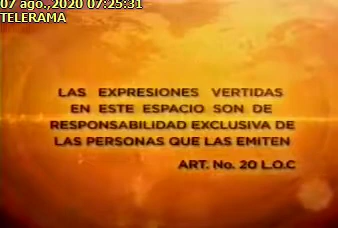 07 ago.,2020 07:25:31
TELERAMA
LAS EXPRESIONES VERTIDAS
EN ESTE ESPACIO SON DE
RESPONSABILIDAD EXCLUSIVA DE
LAS PERSONAS QUE LAS EMITEN
ART. No. 20 L.O.C